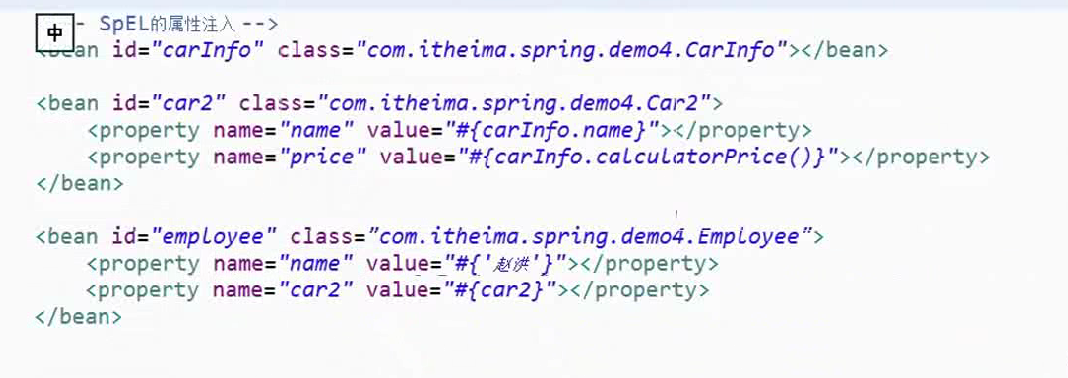 中
- SpEL的属性注入 -->
<bean id="carInfo" class="com.itheima.spring.demo4.CarInfo"></bean>
<bean id="car2" class="com.itheima.spring.demo4.Car2">
<property name="name" value="#{carInfo.name}"></property>
<property name="price" value="#{carInfo.calculatorPrice()}"></property>
</bean>
<bean id="employee" class="com.itheima.spring.demo4.Employee">
<property name="name" value="#{'赵洪'}"></property>
<property name="car2" value="#{car2}"></property>
</bean>